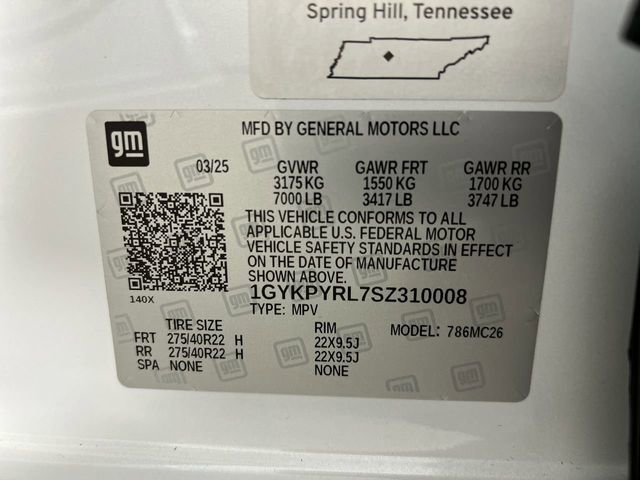 Spring Hill, Tennessee
gm
MFD BY GENERAL MOTORS LLC
03/25 GVWR GAWR FRT GAWR RR
3175 KG 1550 KG 1700 KG
7000 LB 3417 LB 3747 LB
THIS VEHICLE CONFORMS TO ALL
APPLICABLE U.S. FEDERAL MOTOR
VEHICLE SAFETY STANDARDS IN EFFECT
ON THE DATE OF MANUFACTURE
SHOWN ABOVE.
140X
1GYKPYRL7SZ310008
TYPE: MPV
TIRE SIZE RIM MODEL: 786MC26
FRT 275/40R22 H 22X9.5J
RR 275/40R22 H 22X9.5J
SPA NONE NONE